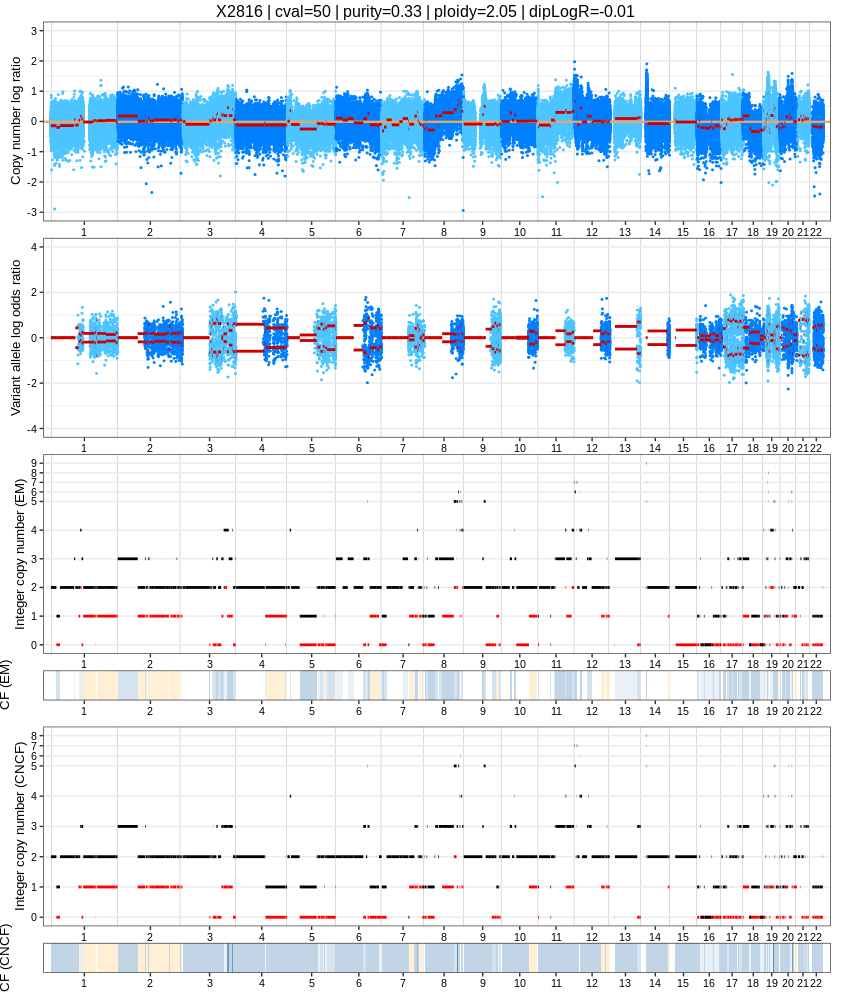 X2816 | cval=50 | purity=0.33 | ploidy=2.05 | dipLogR=-0.01
Copy number log ratio
3
2
1
0
-1
-2
-3
1 2 3 4 5 6 7 8 9 10 11 12 13 14 15 16 17 18 19 20 21 22
Variant allele log odds ratio
4
2
0
-2
-4
1 2 3 4 5 6 7 8 9 10 11 12 13 14 15 16 17 18 19 20 21 22
Integer copy number (EM)
9
8
7
6
5
4
3
2
1
0
1 2 3 4 5 6 7 8 9 10 11 12 13 14 15 16 17 18 19 20 21 22
CF (EM)
1 2 3 4 5 6 7 8 9 10 11 12 13 14 15 16 17 18 19 20 21 22
Integer copy number (CNCF)
8
7
6
5
4
3
2
1
0
1 2 3 4 5 6 7 8 9 10 11 12 13 14 15 16 17 18 19 20 21 22
CF (CNCF)
1 2 3 4 5 6 7 8 9 10 11 12 13 14 15 16 17 18 19 20 21 22